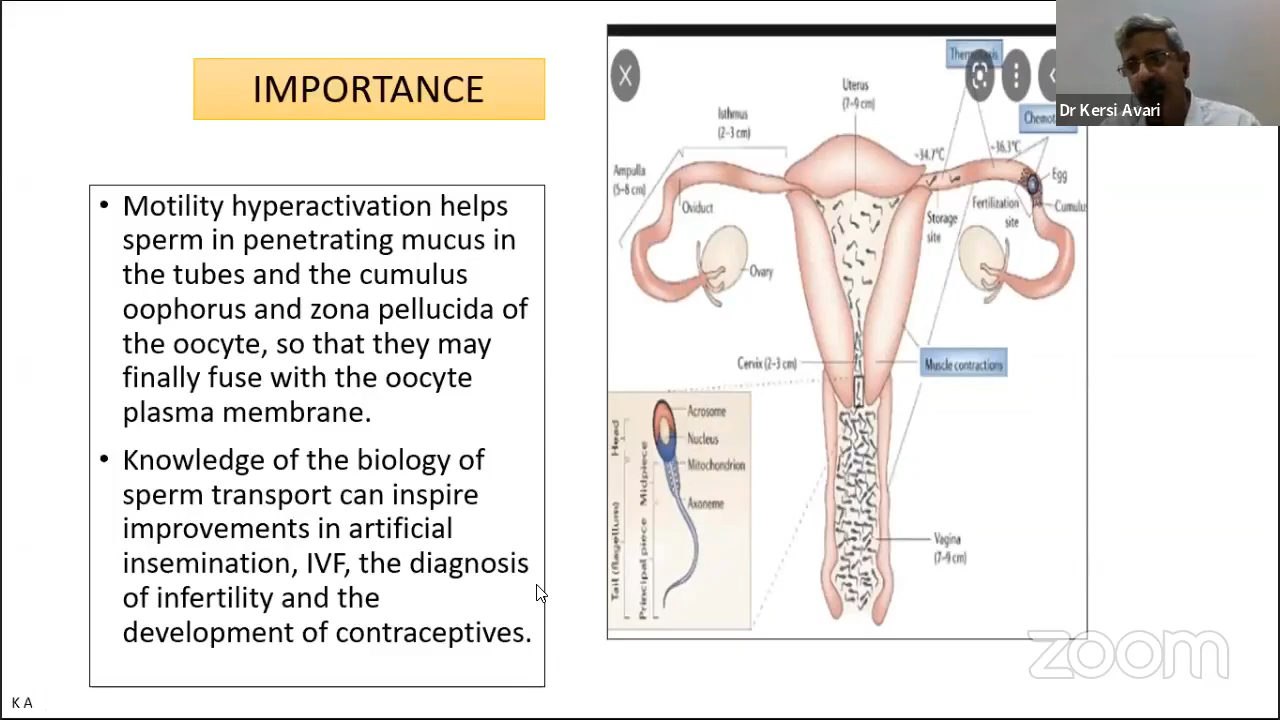 IMPORTANCE
• Motility hyperactivation helps
sperm in penetrating mucus in
the tubes and the cumulus
oophorus and zona pellucida of
the oocyte, so that they may
finally fuse with the oocyte
plasma membrane.
• Knowledge of the biology of
sperm transport can inspire
improvements in artificial
insemination, IVF, the diagnosis
of infertility and the
development of contraceptives.
K A
Uterus
(7–9 cm)
Isthmus
(2–3 cm)
Ampulla
(5–8 cm)
Oviduct
Ovary
~34.7°C
~36.3°C
Egg
Cumulus
Fertilization
site
Storage
site
Cervix (2–3 cm)
Muscle contractions
Vagina
(7–9 cm)
Acrosome
Nucleus
Mitochondrion
Axoneme
Head
Midpiece
Principal piece
Tail (flagellum)
Dr Kersi Avari
zoom